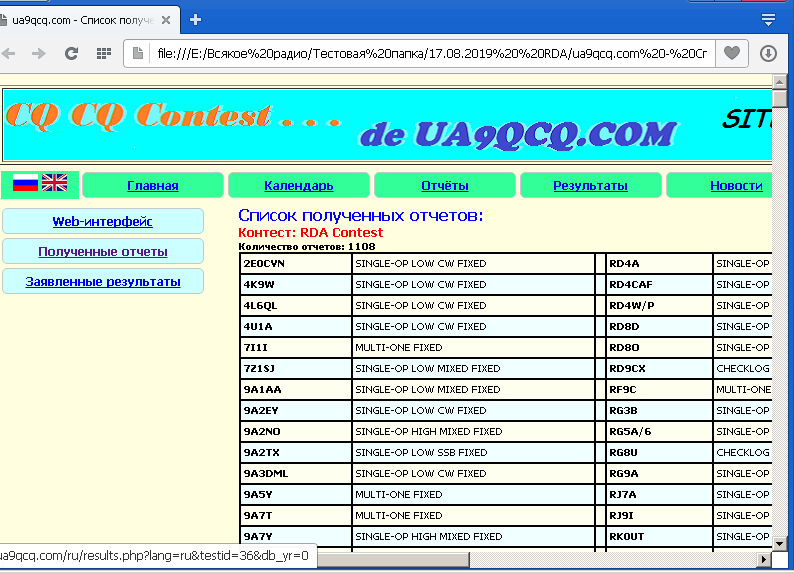 ua9qcq.com - Список получе
file:///E:/Всякое%20радио/Тестовая%20папка/17.08.2019%20%20RDA/ua9qcq.com%20-%20Сп
CQ CQ Contest . . . de UA9QCQ.COM SIT
Главная Календарь Отчёты Результаты Новости
Web-интерфейс
Полученные отчеты
Заявленные результаты
Список полученных отчетов:
Контест: RDA Contest
Количество отчетов: 1108
2E0CVN SINGLE-OP LOW CW FIXED RD4A SINGLE-OP
4K9W SINGLE-OP LOW CW FIXED RD4CAF SINGLE-OP
4L6QL SINGLE-OP LOW CW FIXED RD4W/P SINGLE-OP
4U1A SINGLE-OP LOW CW FIXED RD8D SINGLE-OP
7I1I MULTI-ONE FIXED RD8O SINGLE-OP
7Z1SJ SINGLE-OP LOW MIXED FIXED RD9CX CHECKLOG
9A1AA SINGLE-OP LOW MIXED FIXED RF9C MULTI-ONE
9A2EY SINGLE-OP LOW CW FIXED RG3B SINGLE-OP
9A2NO SINGLE-OP HIGH MIXED FIXED RG5A/6 SINGLE-OP
9A2TX SINGLE-OP LOW SSB FIXED RG8U CHECKLOG
9A3DML SINGLE-OP LOW CW FIXED RG9A SINGLE-OP
9A5Y MULTI-ONE FIXED RJ7A SINGLE-OP
9A7T MULTI-ONE FIXED RJ9I SINGLE-OP
9A7Y SINGLE-OP HIGH MIXED FIXED RK0UT SINGLE-OP
ua9qcq.com/ru/results.php?lang=ru&testid=36&db_yr=0